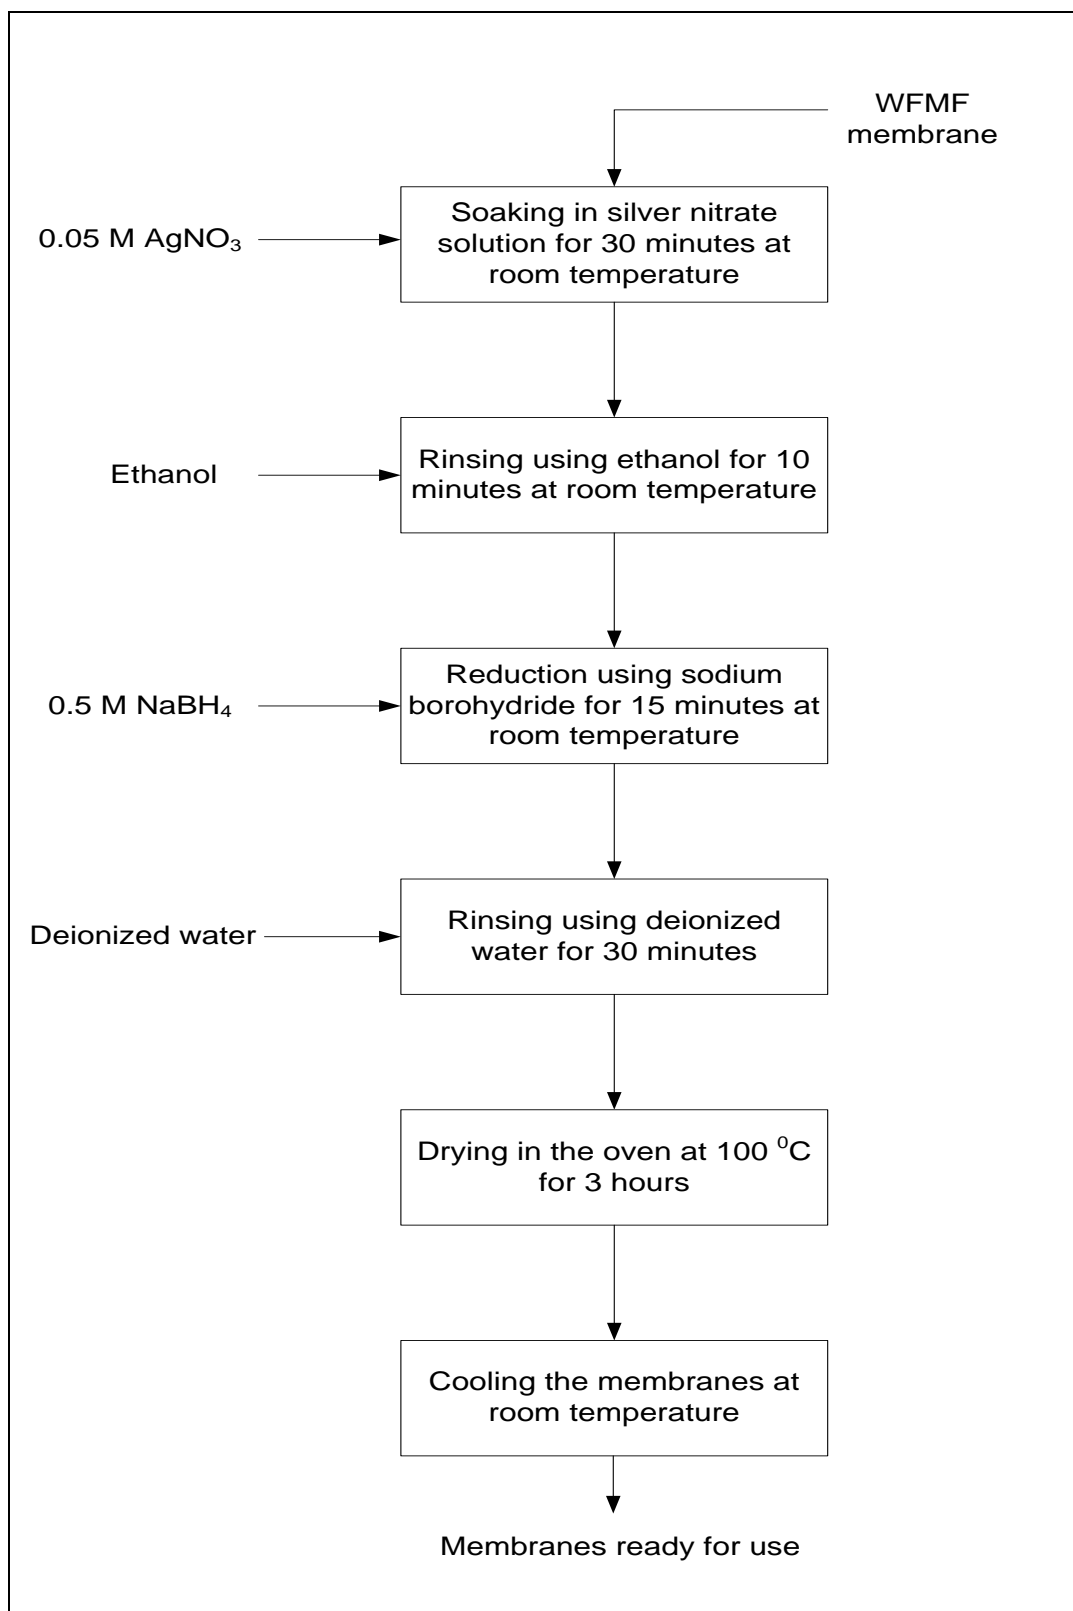 WFMF
membrane
0.05 M AgNO₃
Soaking in silver nitrate
solution for 30 minutes at
room temperature
Ethanol
Rinsing using ethanol for 10
minutes at room temperature
0.5 M NaBH₄
Reduction using sodium
borohydride for 15 minutes at
room temperature
Deionized water
Rinsing using deionized
water for 30 minutes
Drying in the oven at 100 ⁰C
for 3 hours
Cooling the membranes at
room temperature
Membranes ready for use